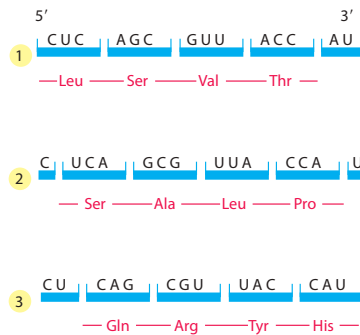 5′ 3′
CUC AGC GUU ACC AU
1
Leu Ser Val Thr
C UCA GCG UUA CCA U
2
Ser Ala Leu Pro
CU CAG CGU UAC CAU
3
Gln Arg Tyr His